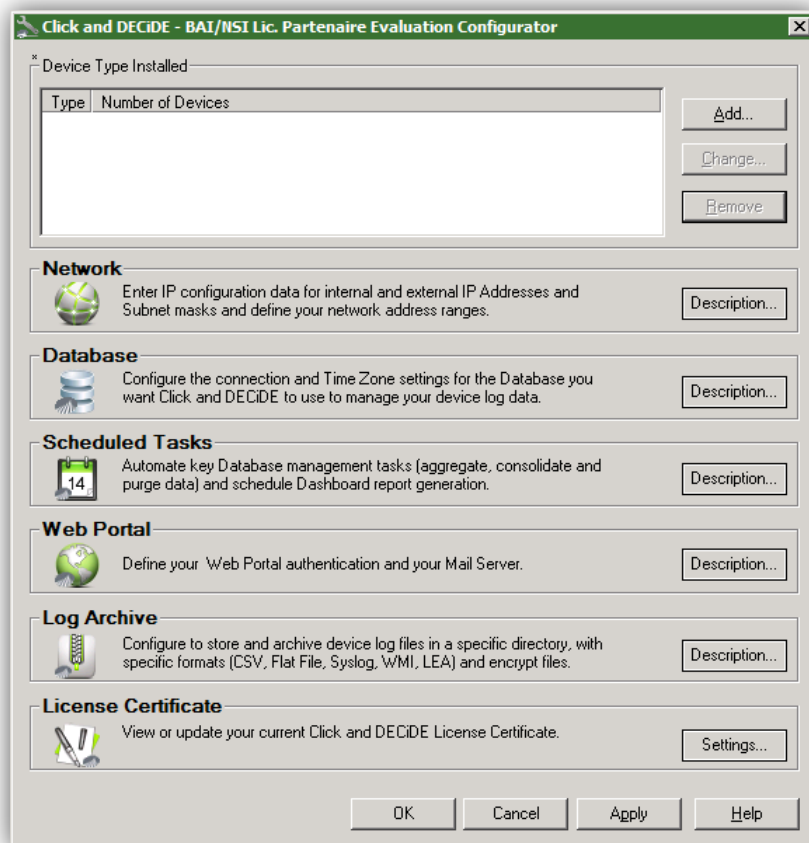 Click and DECiDE - BAI/NSI Lic. Partenaire Evaluation Configurator
* Device Type Installed
Type Number of Devices
Add...
Change...
Remove
Network
Enter IP configuration data for internal and external IP Addresses and
Subnet masks and define your network address ranges.
Description...
Database
Configure the connection and Time Zone settings for the Database you
want Click and DECiDE to use to manage your device log data.
Description...
Scheduled Tasks
14
Automate key Database management tasks (aggregate, consolidate and
purge data) and schedule Dashboard report generation.
Description...
Web Portal
Define your Web Portal authentication and your Mail Server.
Description...
Log Archive
Configure to store and archive device log files in a specific directory, with
specific formats (CSV, Flat File, Syslog, WMI, LEA) and encrypt files.
Description...
License Certificate
View or update your current Click and DECiDE License Certificate.
Settings...
OK Cancel Apply Help